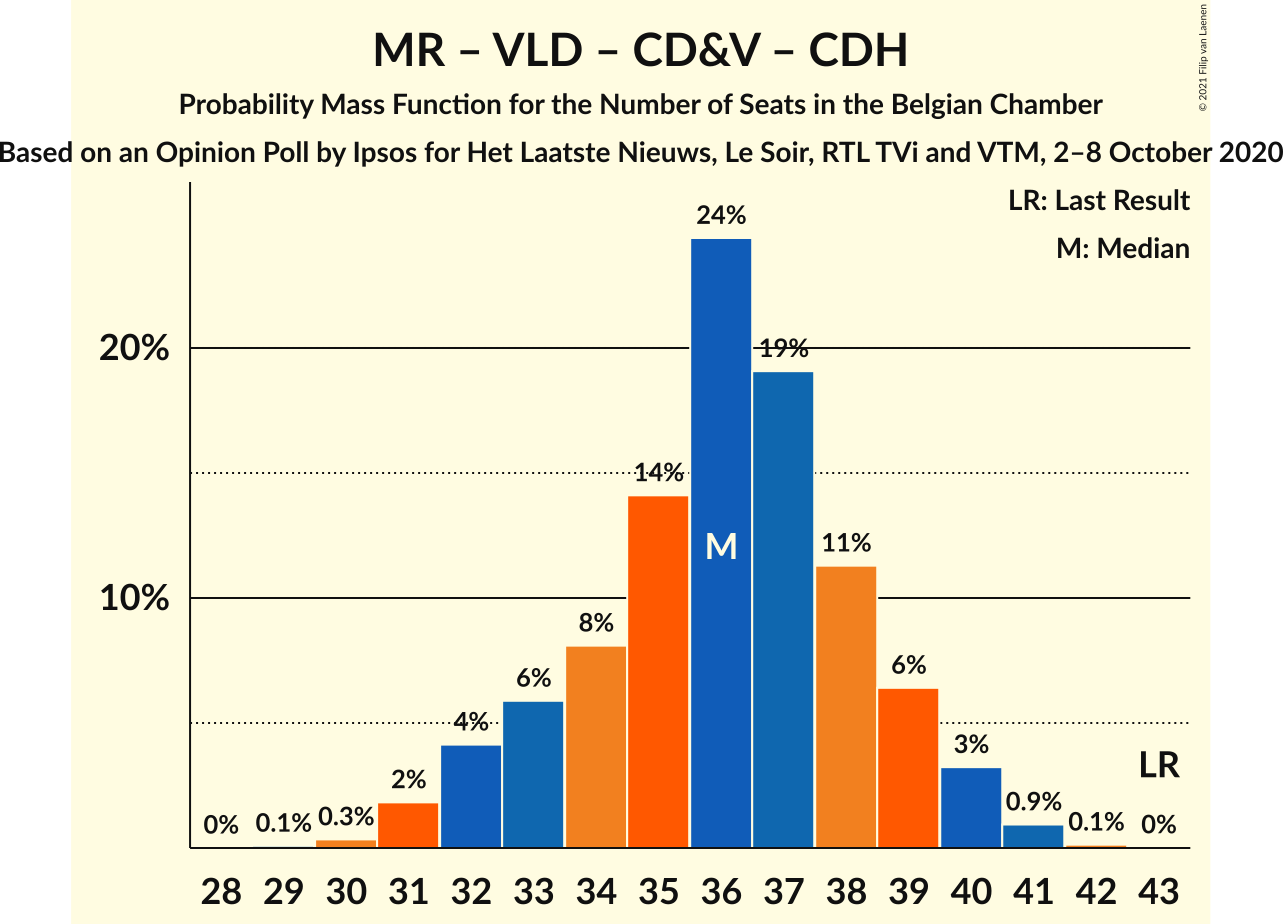 MR – VLD – CD&V – CDH
Probability Mass Function for the Number of Seats in the Belgian Chamber
Based on an Opinion Poll by Ipsos for Het Laatste Nieuws, Le Soir, RTL TVi and VTM, 2–8 October 2020
© 2021 Filip van Laenen
LR: Last Result
M: Median
20%
10%
0% 0.1% 0.3% 2% 4% 6% 8% 14% 24% 19% 11% 6% 3% 0.9% 0.1% 0%
M
LR
28 29 30 31 32 33 34 35 36 37 38 39 40 41 42 43